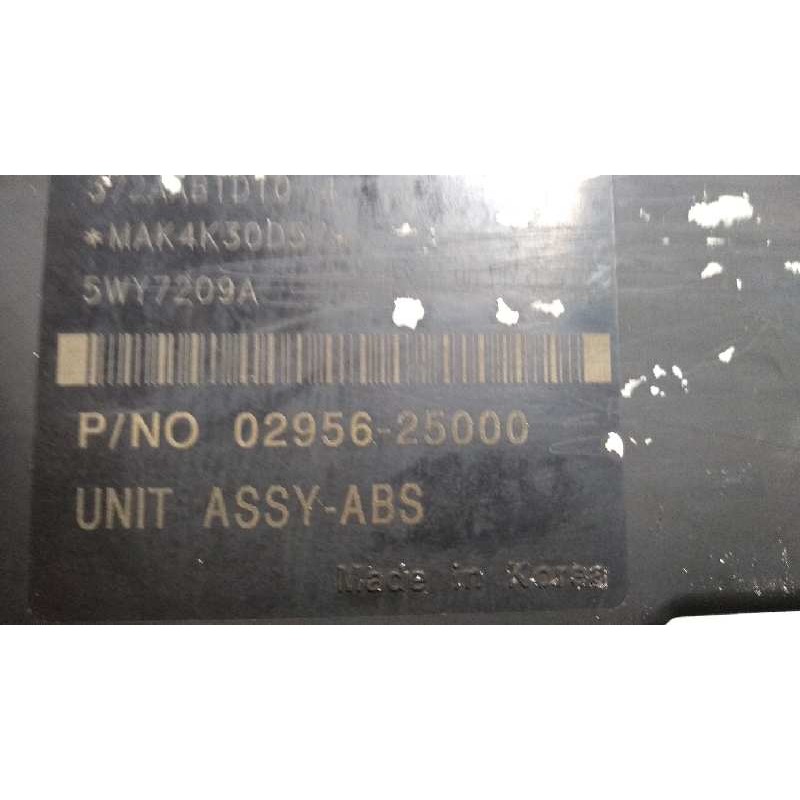 5WY7209A
P/NO 02956-25000
UNIT ASSY-ABS
Made in Korea